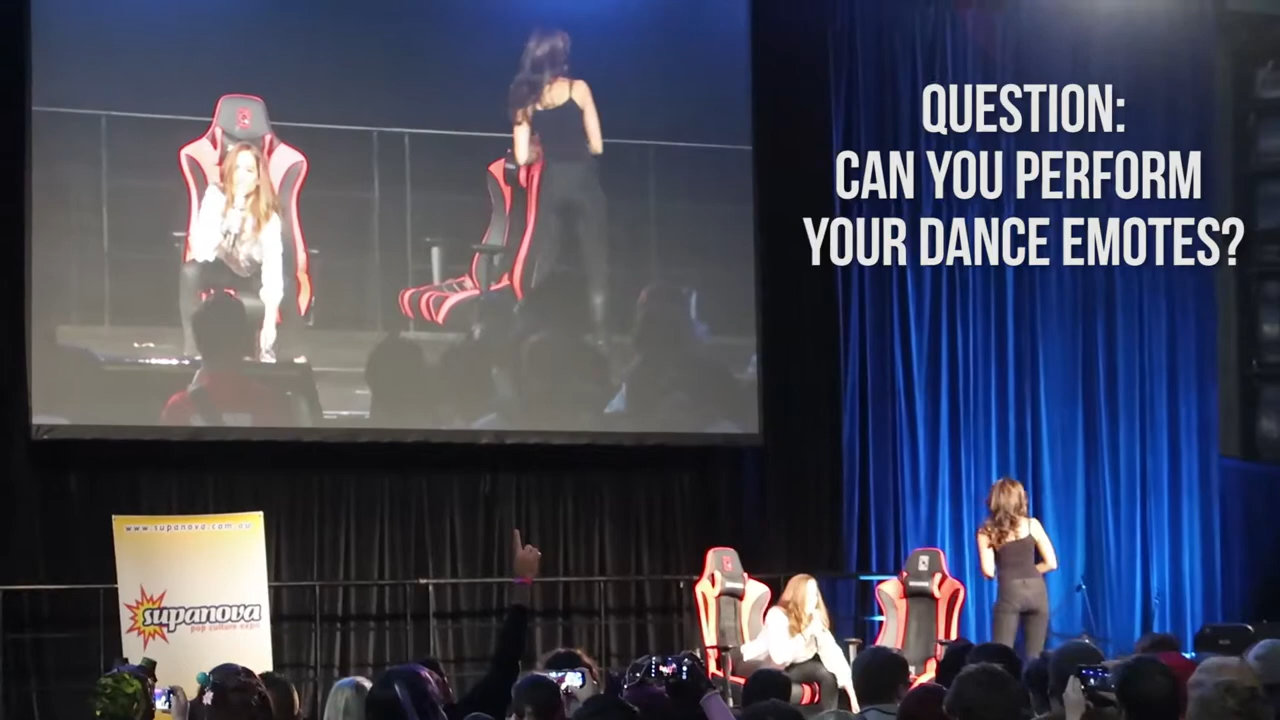 QUESTION:
CAN YOU PERFORM
YOUR DANCE EMOTES?
www.supanova.com.au
supanova
pop culture expo